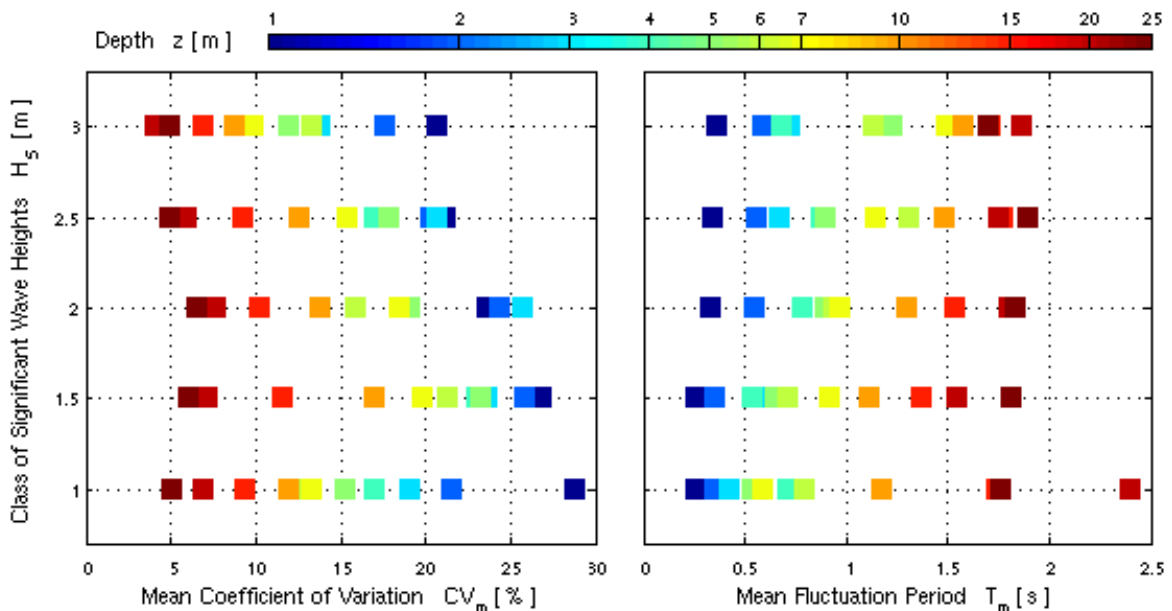 1 2 3 4 5 6 7 10 15 20 25
Depth z [m]
Class of Significant Wave Heights H_S [m]
3
2.5
2
1.5
1
0 5 10 15 20 25 30
Mean Coefficient of Variation CV_m [%]
0 0.5 1 1.5 2 2.5
Mean Fluctuation Period T_m [s]